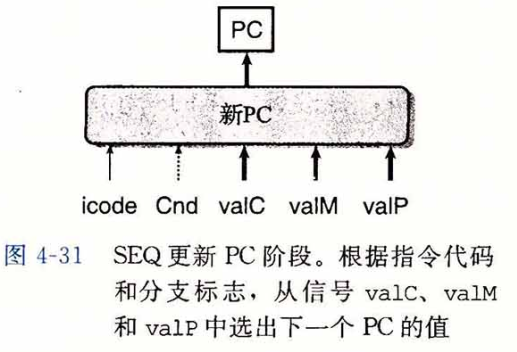 PC
新PC
icode Cnd valC valM valP
图 4-31 SEQ 更新 PC 阶段。根据指令代码
和分支标志，从信号 valC、valM
和 valP 中选出下一个 PC 的值